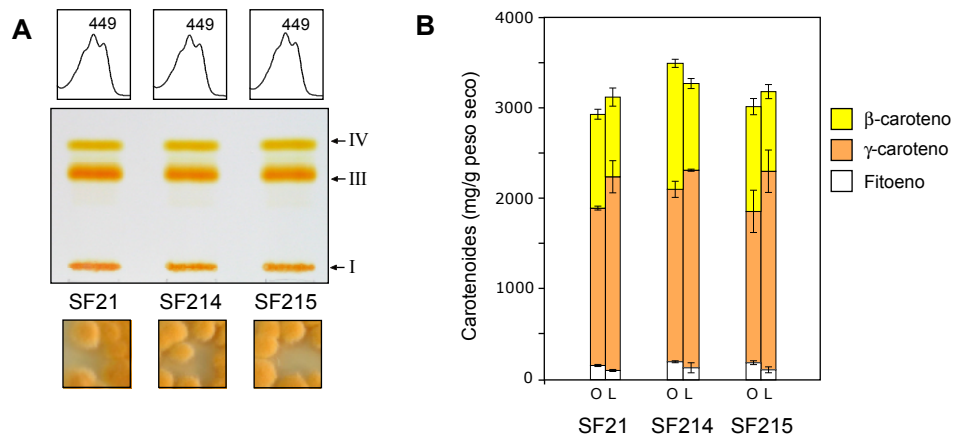 A
449
449
449
IV
III
I
SF21
SF214
SF215
B
Carotenoides (mg/g peso seco)
4000
3000
2000
1000
0
O L
O L
O L
SF21
SF214
SF215
β-caroteno
γ-caroteno
Fitoeno